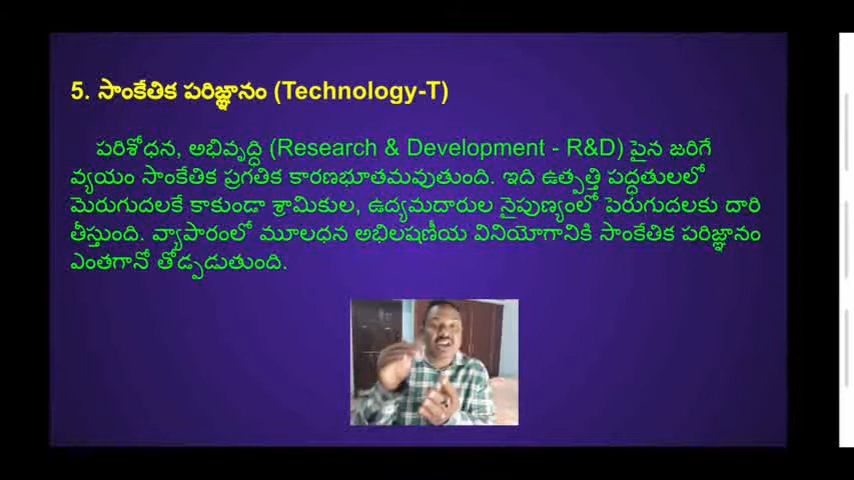 5. సాంకేతిక పరిజ్ఞానం (Technology-T)
పరిశోధన, అభివృద్ధి (Research & Development - R&D) పైన జరిగే
వ్యయం సాంకేతిక ప్రగతిక కారణభూతమవుతుంది. ఇది ఉత్పత్తి పద్ధతులలో
మెరుగుదలకే కాకుండా శ్రామికుల, ఉద్యమదారుల నైపుణ్యంలో పెరుగుదలకు దారి
తీస్తుంది. వ్యాపారంలో మూలధన అభిలషణీయ వినియోగానికి సాంకేతిక పరిజ్ఞానం
ఎంతగానో తోడ్పడుతుంది.